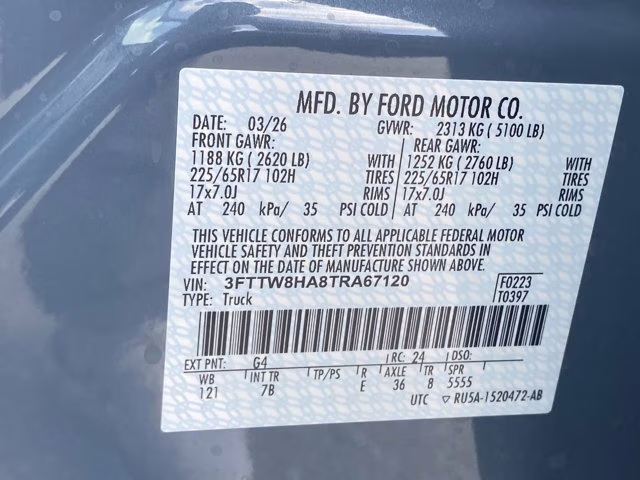 MFD. BY FORD MOTOR CO.
DATE: 03/26 GVWR: 2313 KG ( 5100 LB)
FRONT GAWR: REAR GAWR:
1188 KG ( 2620 LB) WITH 1252 KG ( 2760 LB) WITH
225/65R17 102H TIRES 225/65R17 102H TIRES
17x7.0J RIMS 17x7.0J RIMS
AT 240 kPa/ 35 PSI COLD AT 240 kPa/ 35 PSI COLD
THIS VEHICLE CONFORMS TO ALL APPLICABLE FEDERAL MOTOR
VEHICLE SAFETY AND THEFT PREVENTION STANDARDS IN
EFFECT ON THE DATE OF MANUFACTURE SHOWN ABOVE.
VIN: 3FTTW8HA8TRA67120 F0223
TYPE: Truck T0397
EXT PNT: G4 RC: 24 DSO:
WB INT TR TP/PS R AXLE TR SPR
121 7B E 36 8 5555
UTC ▽ RU5A-1520472-AB